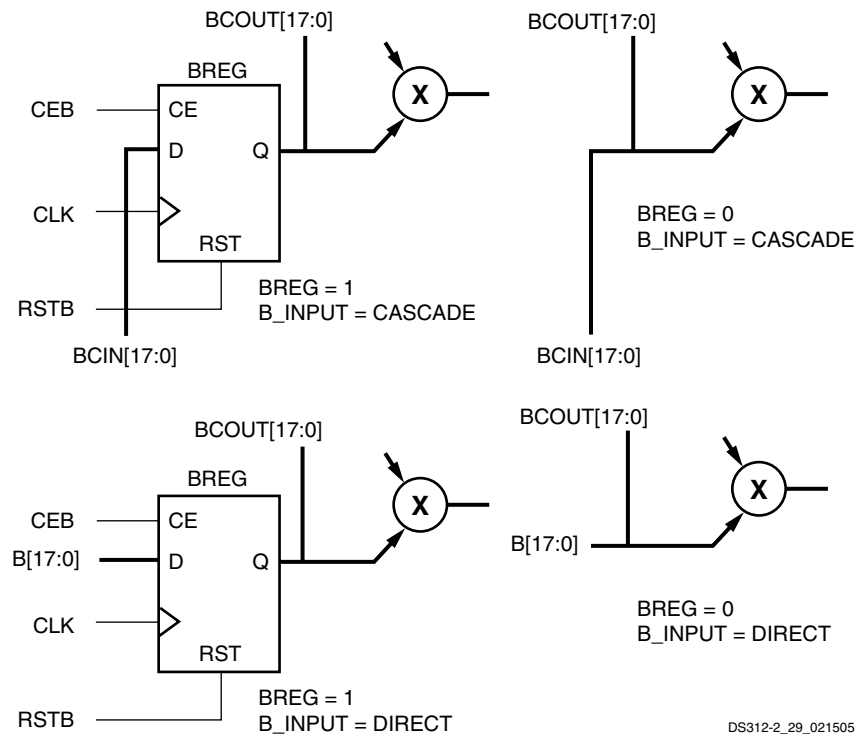 BCOUT[17:0]
BREG
CEB
CE
X
D
Q
CLK
RST
RSTB
BREG = 1
B_INPUT = CASCADE
BCIN[17:0]
BCOUT[17:0]
X
BREG = 0
B_INPUT = CASCADE
BCIN[17:0]
BCOUT[17:0]
BREG
CEB
CE
X
B[17:0]
D
Q
CLK
RST
RSTB
BREG = 1
B_INPUT = DIRECT
BCOUT[17:0]
X
B[17:0]
BREG = 0
B_INPUT = DIRECT
DS312-2_29_021505